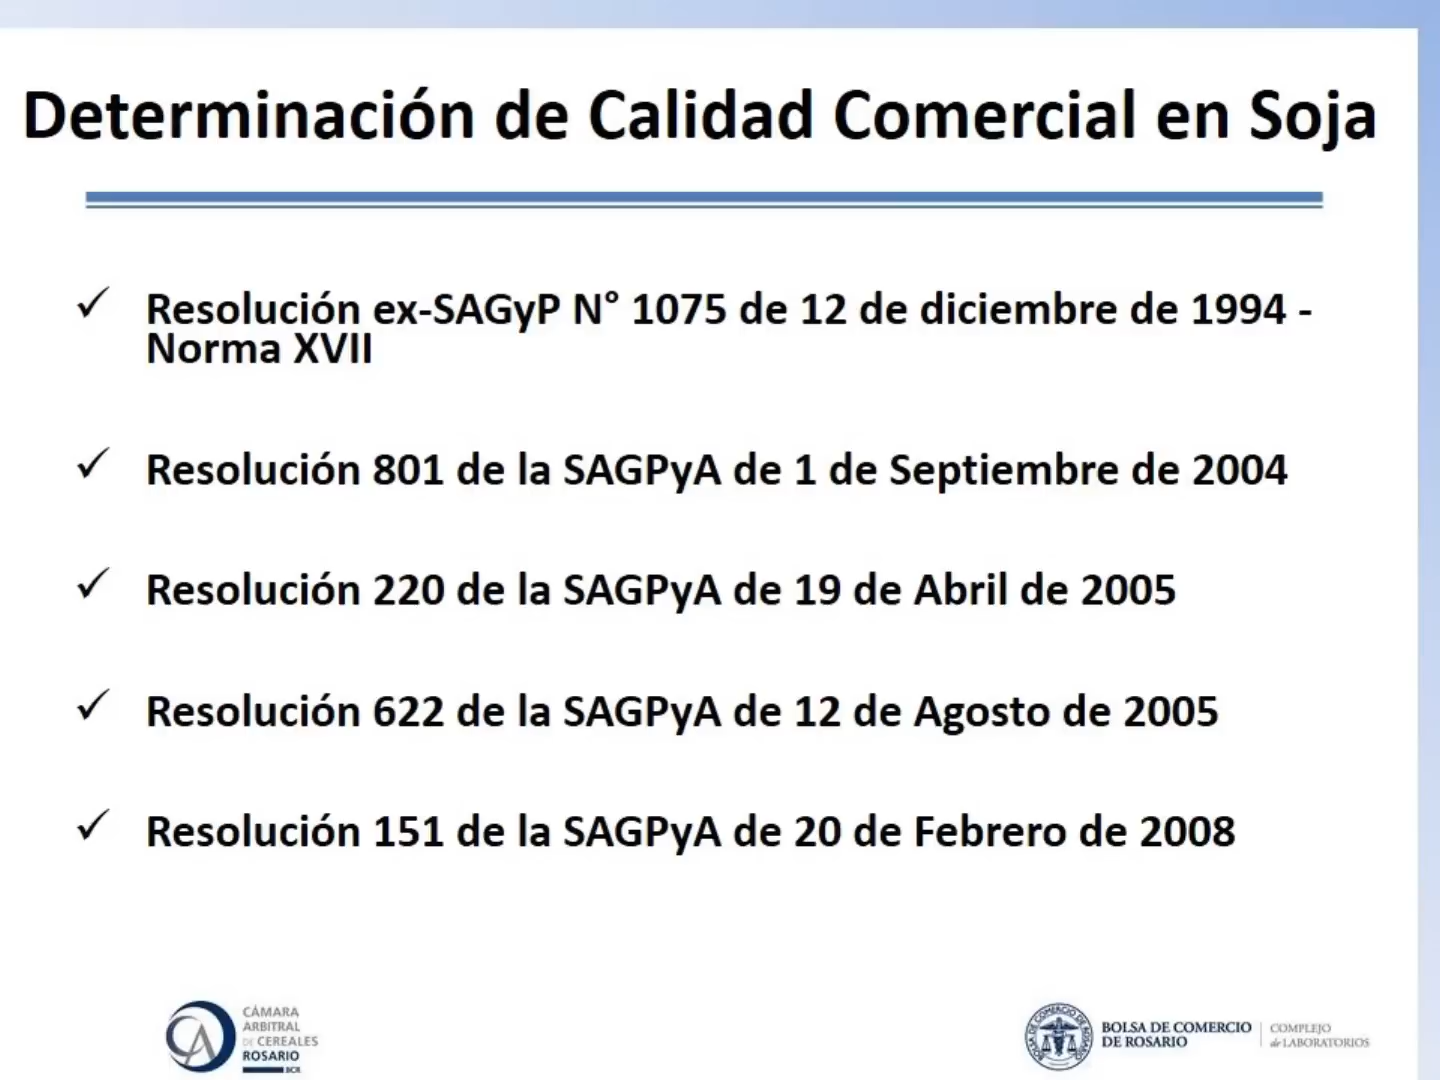 Determinación de Calidad Comercial en Soja
✓ Resolución ex-SAGyP N° 1075 de 12 de diciembre de 1994 -
Norma XVII
✓ Resolución 801 de la SAGPyA de 1 de Septiembre de 2004
✓ Resolución 220 de la SAGPyA de 19 de Abril de 2005
✓ Resolución 622 de la SAGPyA de 12 de Agosto de 2005
✓ Resolución 151 de la SAGPyA de 20 de Febrero de 2008
CÁMARA
ARBITRAL
DE CEREALES
ROSARIO
BCR
BOLSA DE COMERCIO
DE ROSARIO
COMPLEJO
de LABORATORIOS